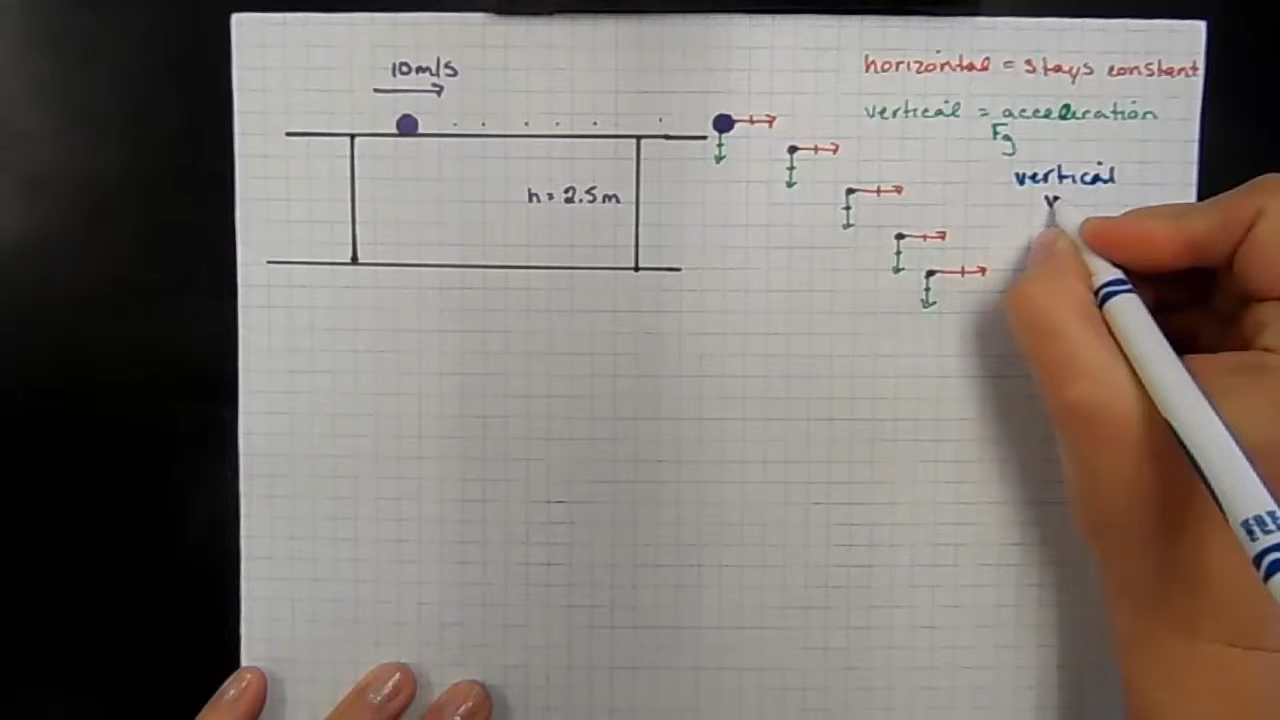 10m/s
horizontal = stays constant
vertical = acceleration
Fg
vertical
v
h = 2.5m